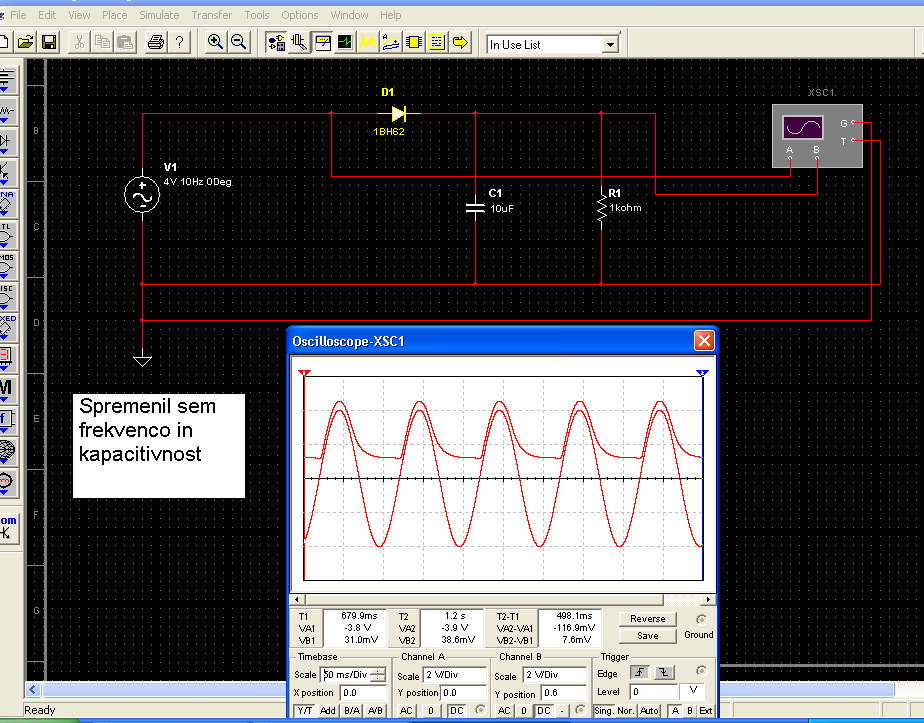 File Edit View Place Simulate Transfer Tools Options Window Help
In Use List
XSC1
G
T
A B
D1
1BH62
V1
4V 10Hz 0Deg
C1
10uF
R1
1kohm
B
C
D
E
F
G
Oscilloscope-XSC1
Spremenil sem
frekvenco in
kapacitivnost
T1 679.9ms T2 1.2 s T2-T1 498.1ms Reverse
VA1 -3.8 V VA2 -3.9 V VA2-VA1 -116.9mV Save Ground
VB1 31.0mV VB2 38.6mV VB2-VB1 7.6mV
Timebase Channel A Channel B Trigger
Scale 50 ms/Div Scale 2 V/Div Scale 2 V/Div Edge
X position 0.0 Y position 0.0 Y position 0.6 Level 0 V
Y/T Add B/A A/B AC 0 DC AC 0 DC - Sing. Nor. Auto A B Ext
Ready